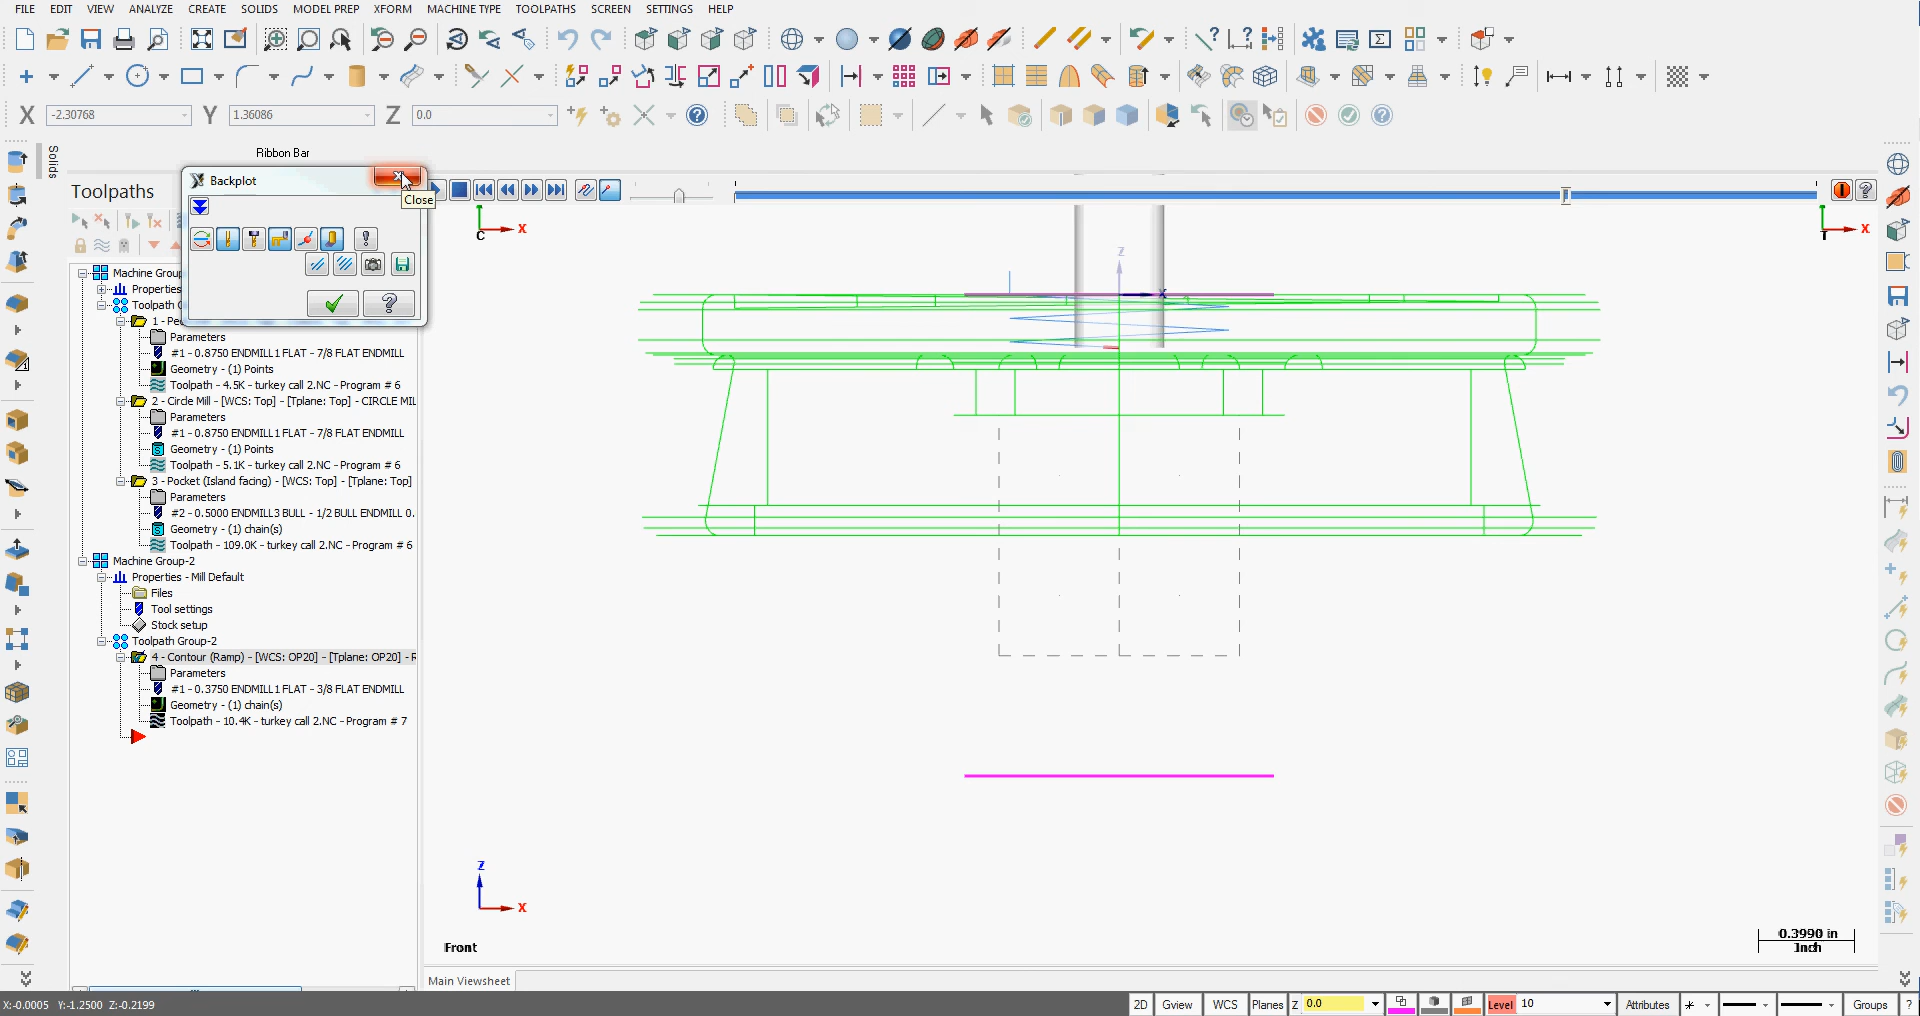 FILE EDIT VIEW ANALYZE CREATE SOLIDS MODEL PREP XFORM MACHINE TYPE TOOLPATHS SCREEN SETTINGS HELP
X -2.30768 Y 1.36086 Z 0.0
Solids
Ribbon Bar
Backplot
Toolpaths
Close
C X
T X
Z
X
Machine Group
Properties
Toolpath G
1 - Pec
Parameters
#1 - 0.8750 ENDMILL1 FLAT - 7/8 FLAT ENDMILL
Geometry - (1) Points
Toolpath - 4.5K - turkey call 2.NC - Program # 6
2 - Circle Mill - [WCS: Top] - [Tplane: Top] - CIRCLE MIL
Parameters
#1 - 0.8750 ENDMILL1 FLAT - 7/8 FLAT ENDMILL
Geometry - (1) Points
Toolpath - 5.1K - turkey call 2.NC - Program # 6
3 - Pocket (Island facing) - [WCS: Top] - [Tplane: Top]
Parameters
#2 - 0.5000 ENDMILL3 BULL - 1/2 BULL ENDMILL 0.
Geometry - (1) chain(s)
Toolpath - 109.0K - turkey call 2.NC - Program # 6
Machine Group-2
Properties - Mill Default
Files
Tool settings
Stock setup
Toolpath Group-2
4 - Contour (Ramp) - [WCS: OP20] - [Tplane: OP20] - R
Parameters
#1 - 0.3750 ENDMILL1 FLAT - 3/8 FLAT ENDMILL
Geometry - (1) chain(s)
Toolpath - 10.4K - turkey call 2.NC - Program # 7
Z
X
Front
0.3990 in
Inch
Main Viewsheet
X:-0.0005 Y:-1.2500 Z:-0.2199
2D Gview WCS Planes Z 0.0 Level 10 Attributes Groups ?